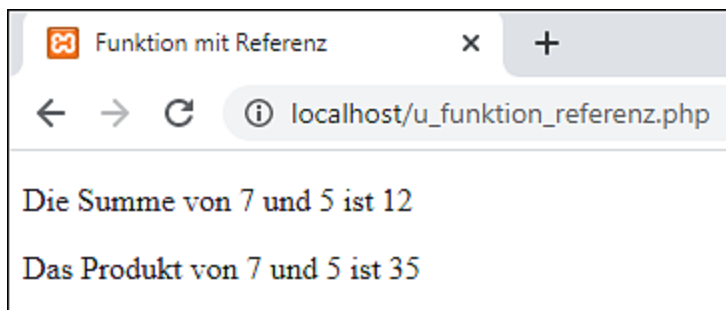 Funktion mit Referenz
localhost/u_funktion_referenz.php
Die Summe von 7 und 5 ist 12
Das Produkt von 7 und 5 ist 35